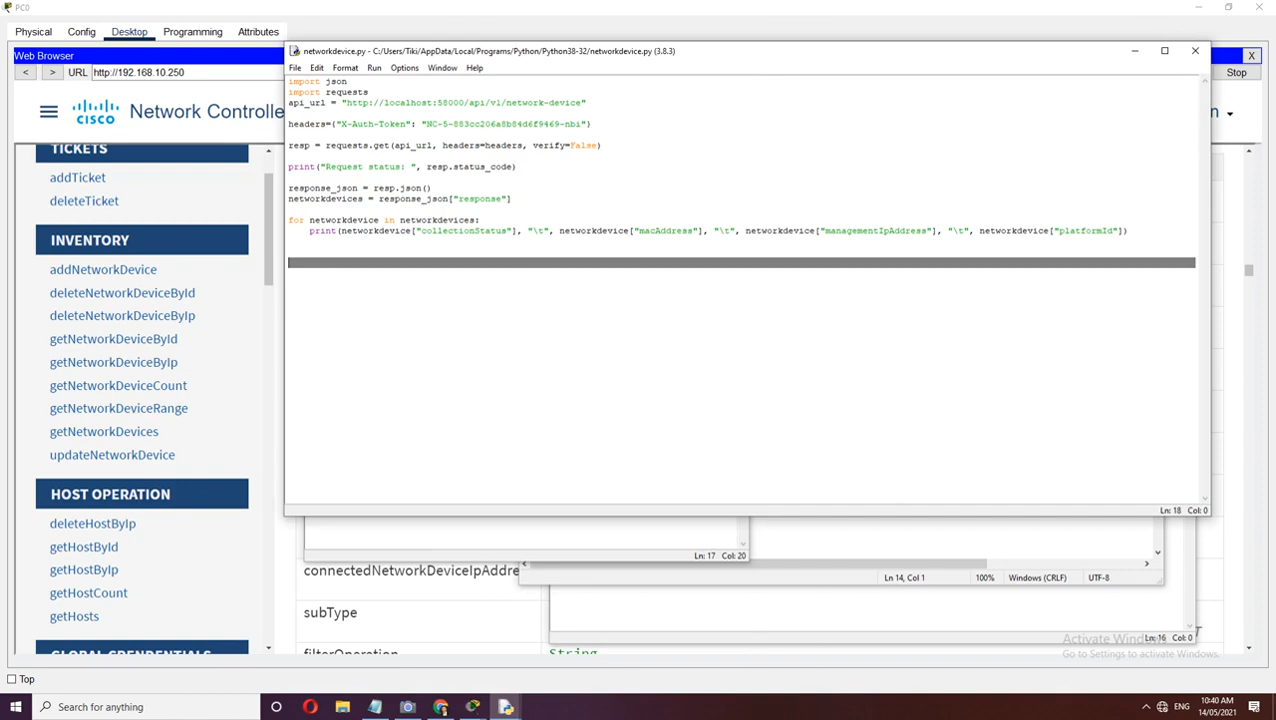 PC0
Physical Config Desktop Programming Attributes
Web Browser X
< > URL http://192.168.10.250 Stop
CISCO Network Controlle
TICKETS
addTicket
deleteTicket
INVENTORY
addNetworkDevice
deleteNetworkDeviceById
deleteNetworkDeviceByIp
getNetworkDeviceById
getNetworkDeviceByIp
getNetworkDeviceCount
getNetworkDeviceRange
getNetworkDevices
updateNetworkDevice
HOST OPERATION
deleteHostByIp
getHostById
getHostByIp
getHostCount
getHosts
GLOBAL CRENDENTIALS
networkdevice.py - C:/Users/Tiki/AppData/Local/Programs/Python/Python38-32/networkdevice.py (3.8.3)
File Edit Format Run Options Window Help
import json
import requests
api_url = "http://localhost:58000/api/v1/network-device"
headers={"X-Auth-Token": "NC-5-883cc206a8b84d6f9469-nbi"}
resp = requests.get(api_url, headers=headers, verify=False)
print("Request status: ", resp.status_code)
response_json = resp.json()
networkdevices = response_json["response"]
for networkdevice in networkdevices:
print(networkdevice["collectionStatus"], "\t", networkdevice["macAddress"], "\t", networkdevice["managementIpAddress"], "\t", networkdevice["platformId"])
Ln: 18 Col: 0
Ln: 17 Col: 20
connectedNetworkDeviceIpAddre
Ln 14, Col 1 100% Windows (CRLF) UTF-8
subType
Ln: 16 Col: 0
filterOperation String
Activate Windows
Go to Settings to activate Windows.
Top
Search for anything
ENG
10:40 AM
14/05/2021